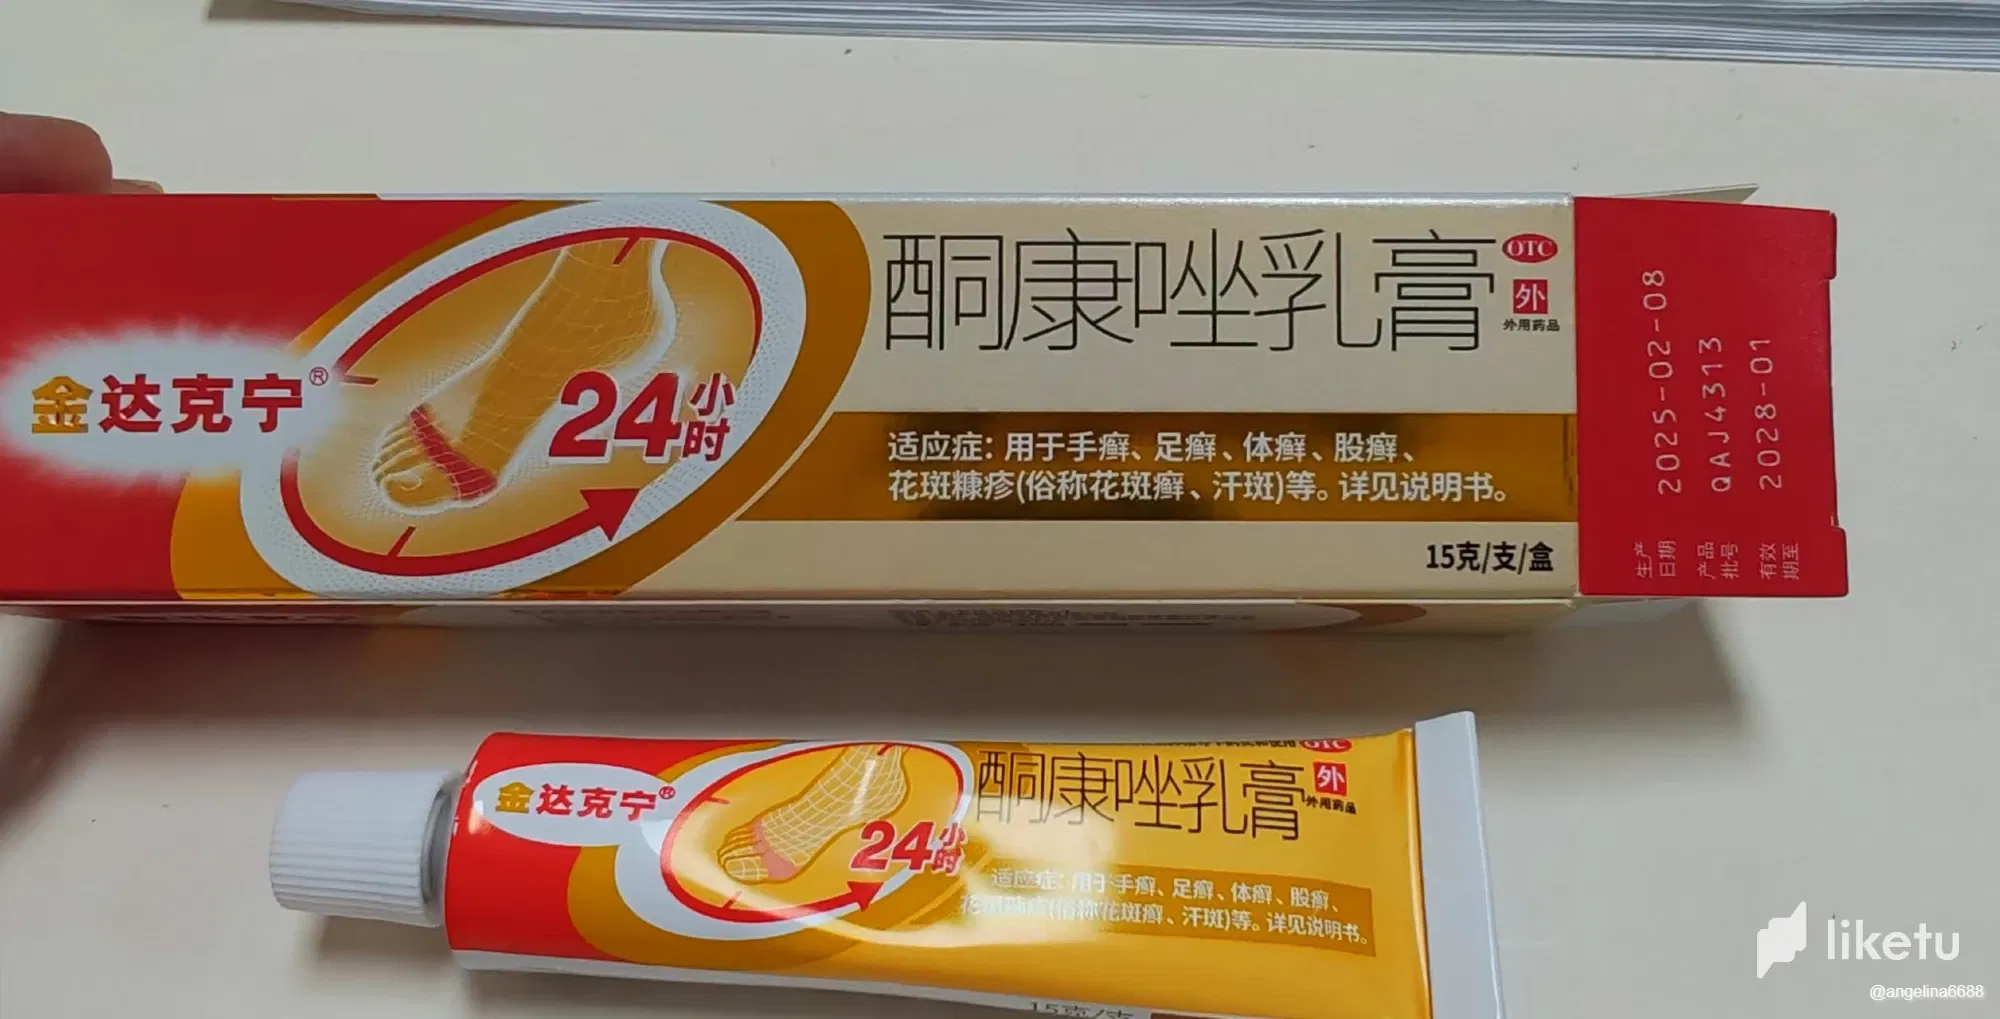 金达克宁®
24小时
酮康唑乳膏
OTC
外
外用药品
适应症：用于手癣、足癣、体癣、股癣、
花斑糠疹(俗称花斑癣、汗斑)等。详见说明书。
15克/支/盒
生产日期 2025-02-08
产品批号 QAJ4313
有效期至 2028-01
金达克宁®
24小时
酮康唑乳膏
OTC
外
外用药品
适应症：用于手癣、足癣、体癣、股癣、
(俗称花斑癣、汗斑)等。详见说明书。
15克/支
liketu
@angelina6688